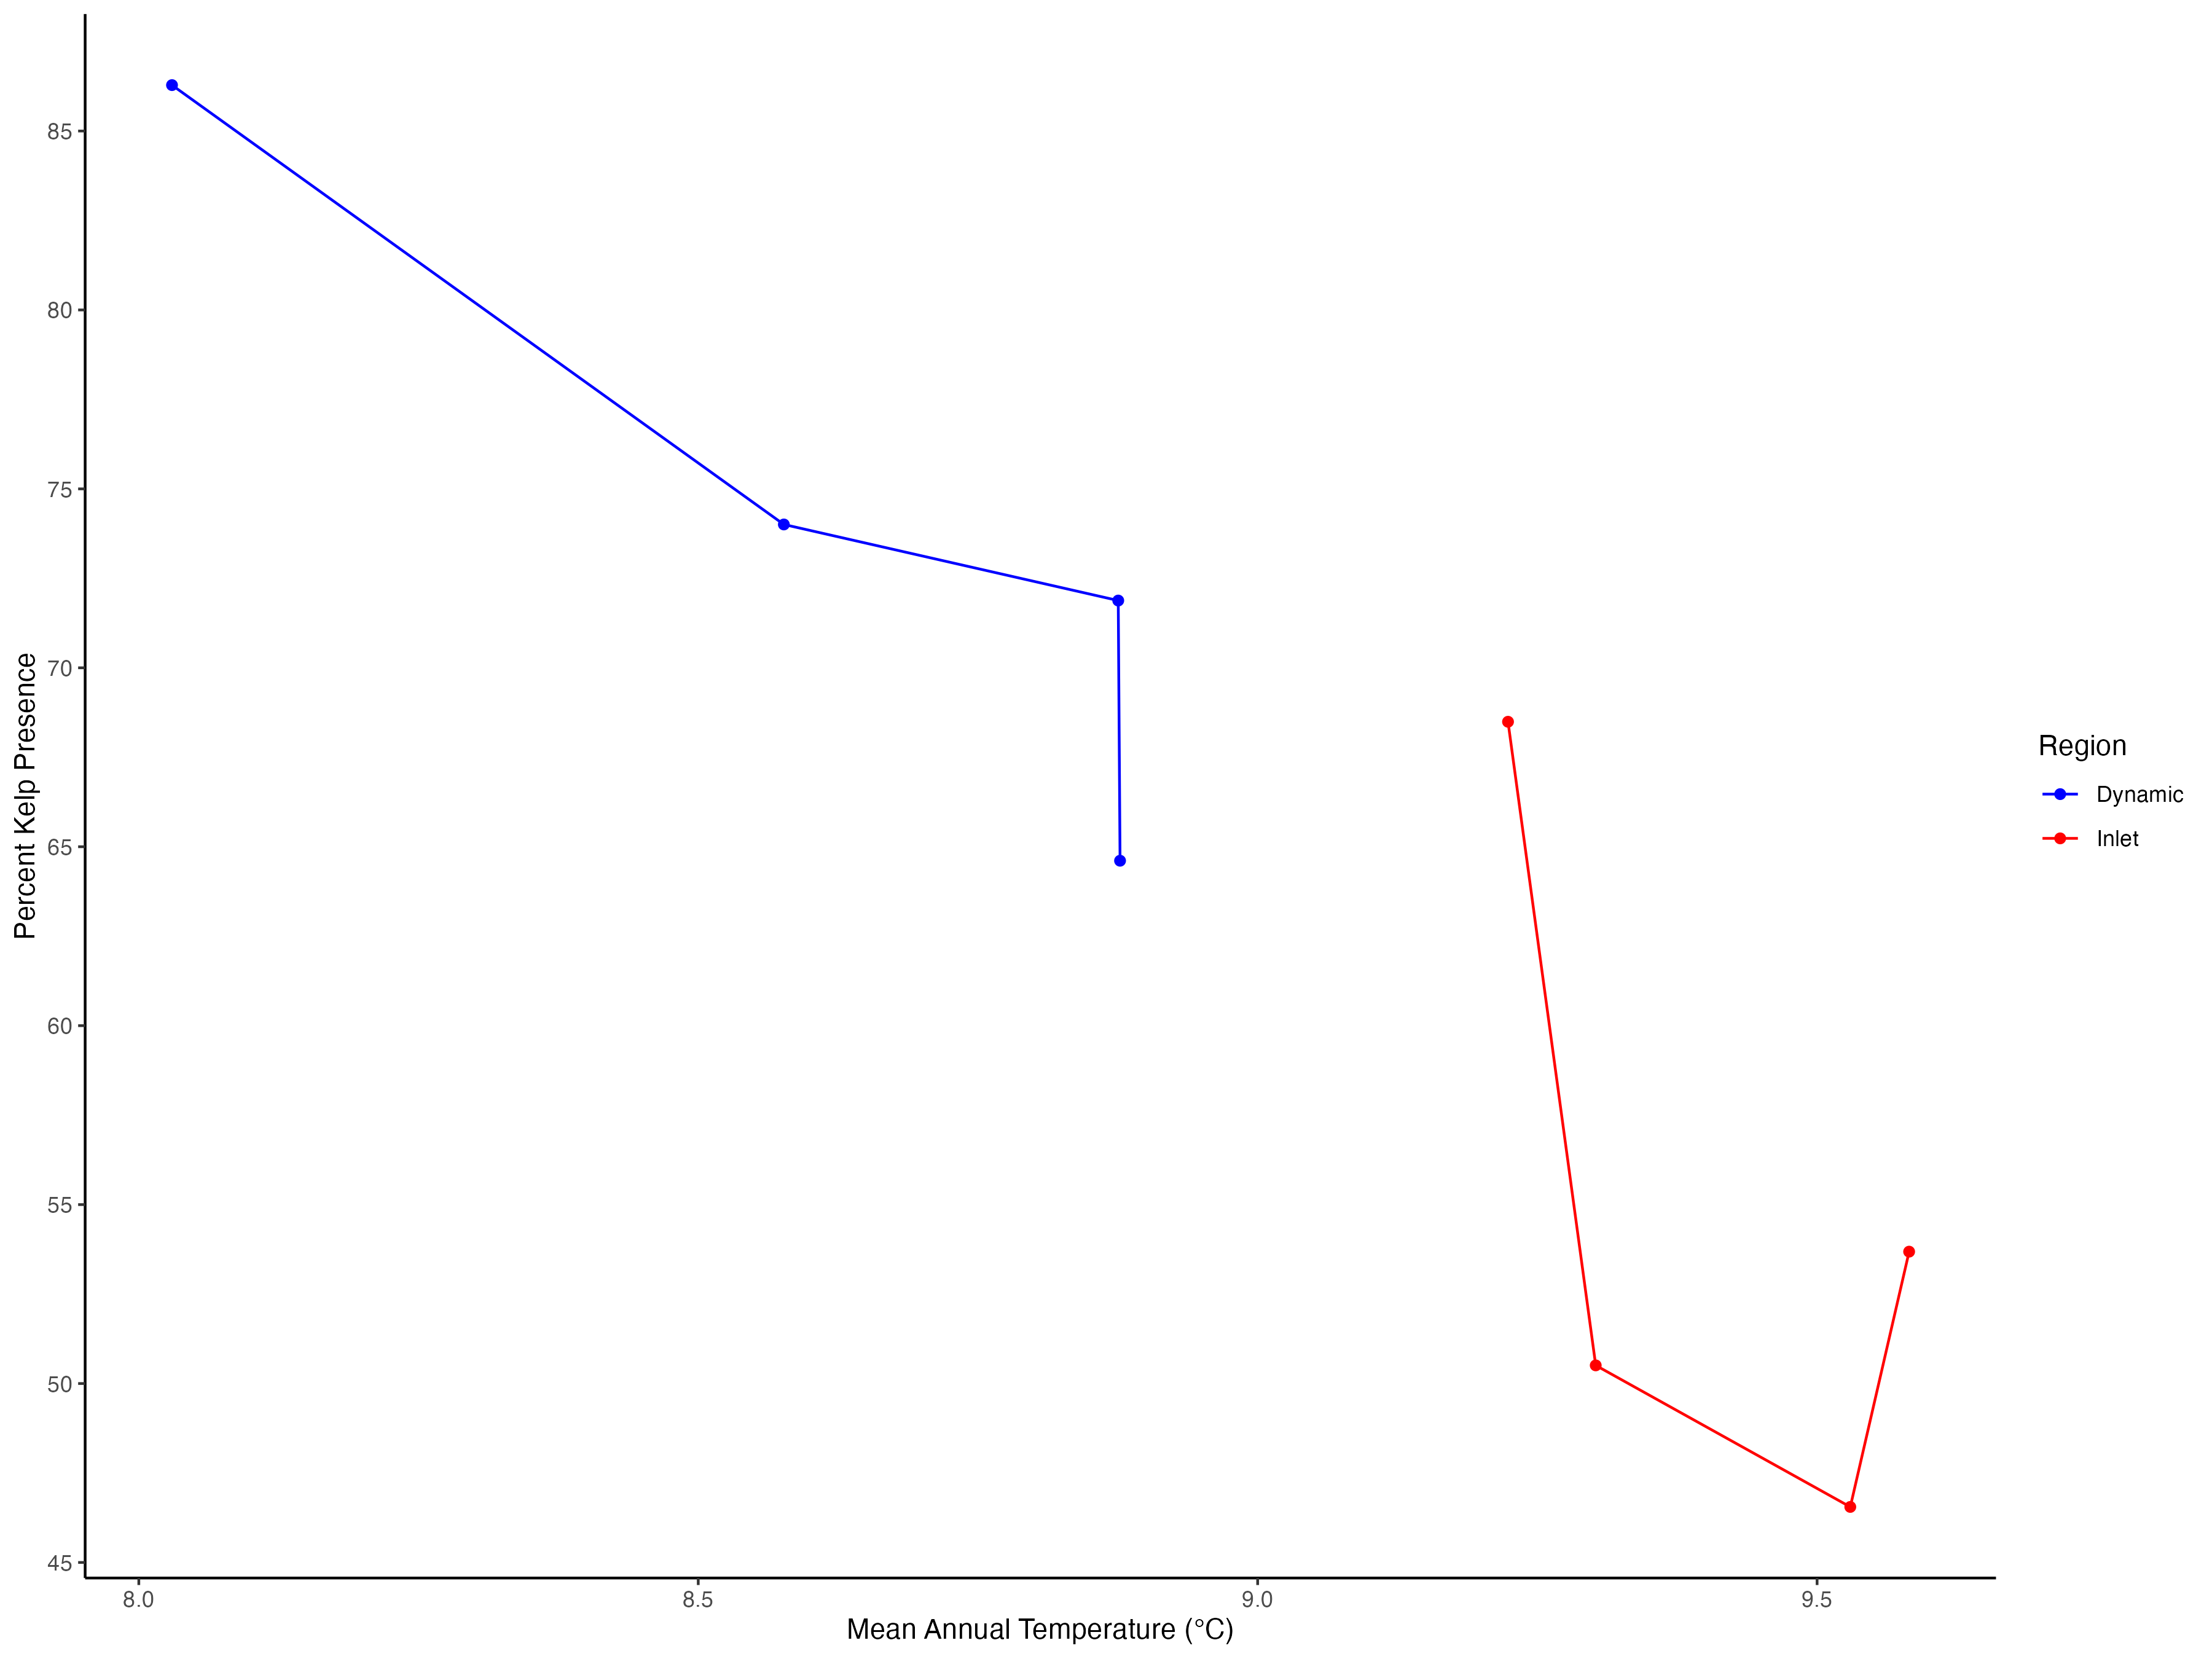 85
80
75
70
65
60
55
50
45
Percent Kelp Presence
8.0 8.5 9.0 9.5
Mean Annual Temperature (°C)
Region
Dynamic
Inlet